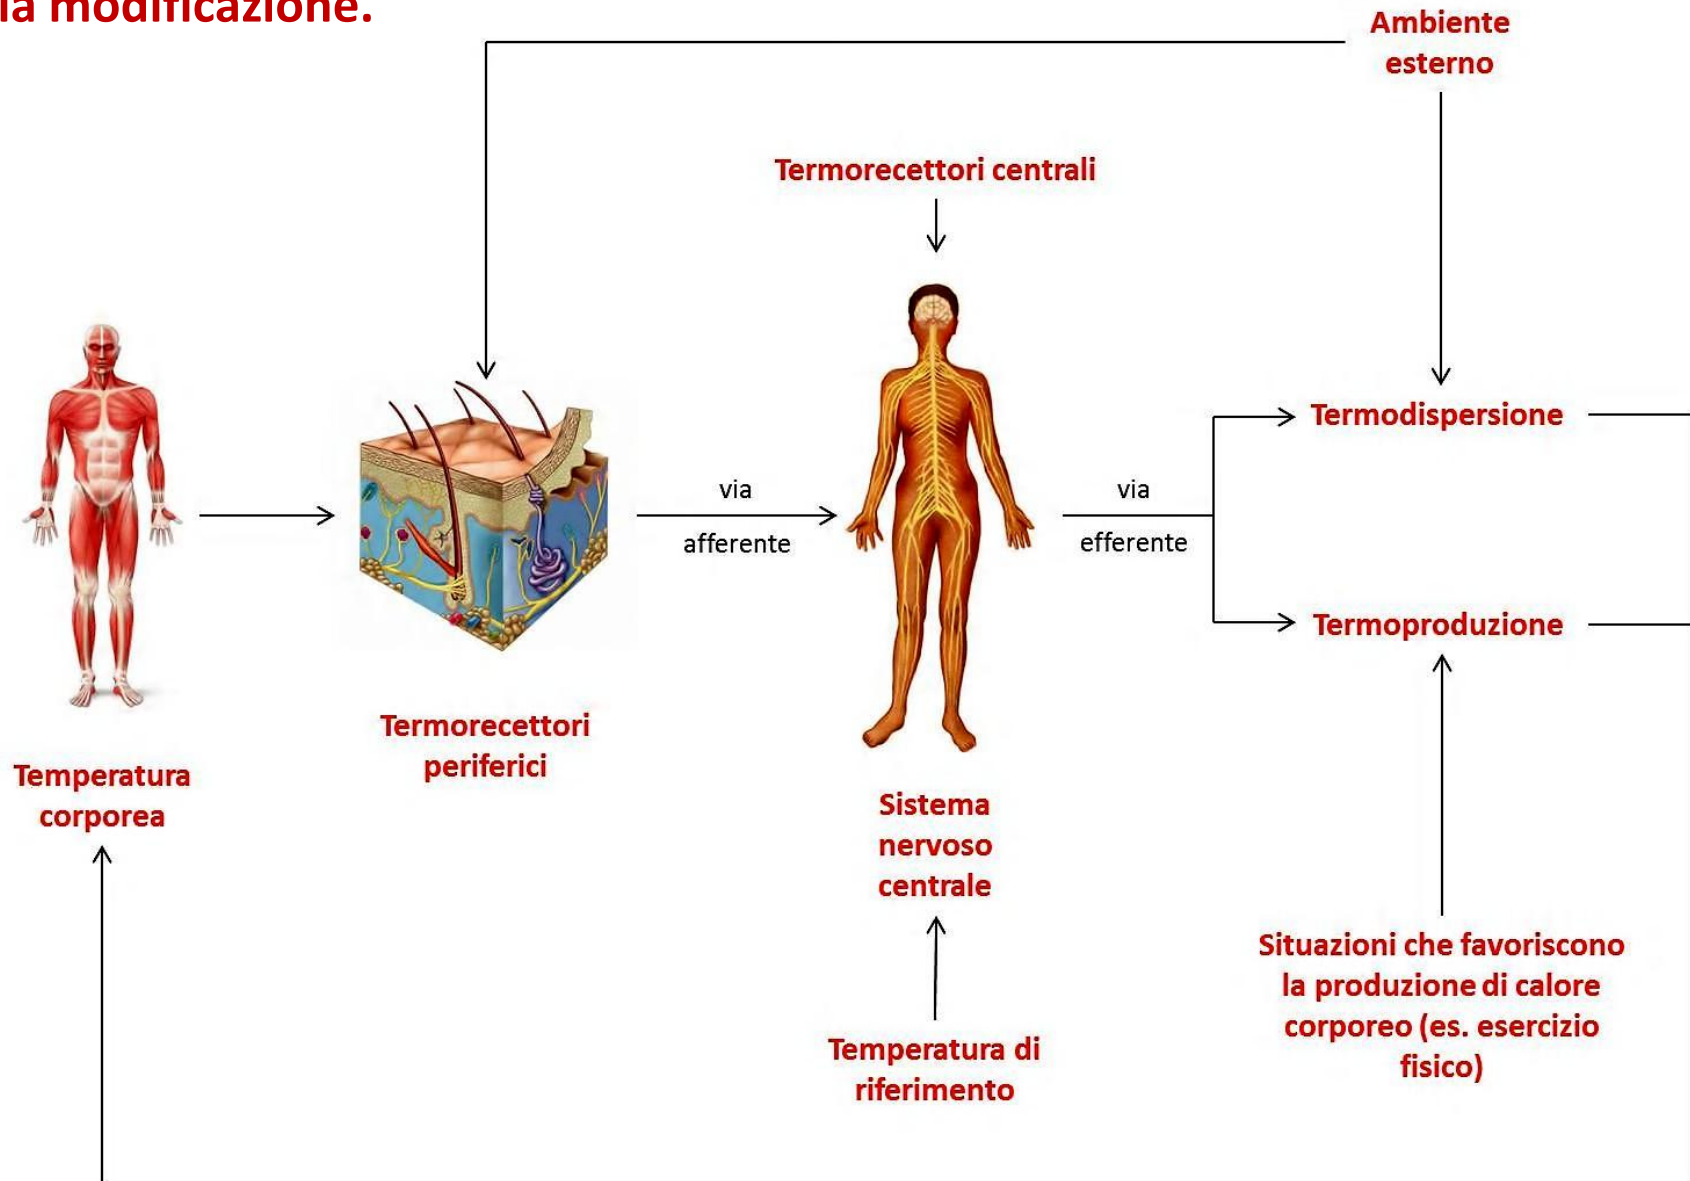 la modificazione.
Ambiente
esterno
Termorecettori centrali
Termodispersione
via
afferente
via
efferente
Termoproduzione
Termorecettori
periferici
Temperatura
corporea
Sistema
nervoso
centrale
Situazioni che favoriscono
la produzione di calore
corporeo (es. esercizio
fisico)
Temperatura di
riferimento